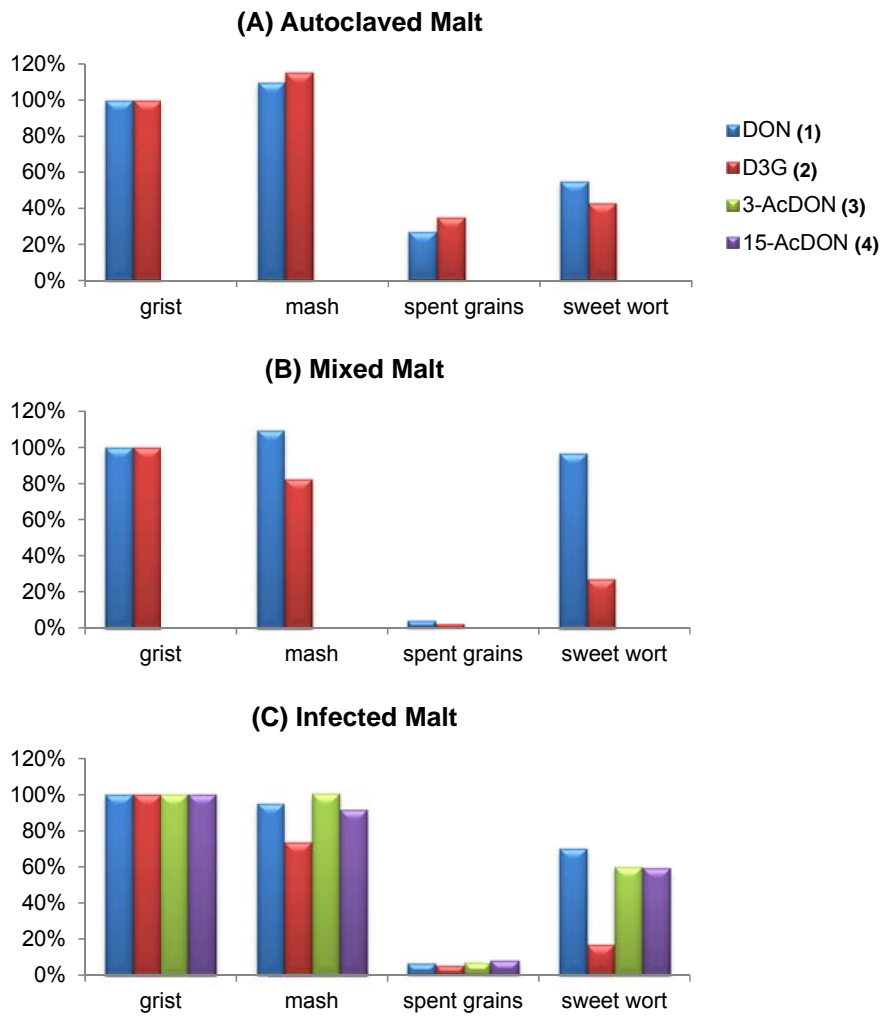 (A) Autoclaved Malt
120%
100%
80%
60%
40%
20%
0%
grist mash spent grains sweet wort
DON (1)
D3G (2)
3-AcDON (3)
15-AcDON (4)
(B) Mixed Malt
120%
100%
80%
60%
40%
20%
0%
grist mash spent grains sweet wort
(C) Infected Malt
120%
100%
80%
60%
40%
20%
0%
grist mash spent grains sweet wort